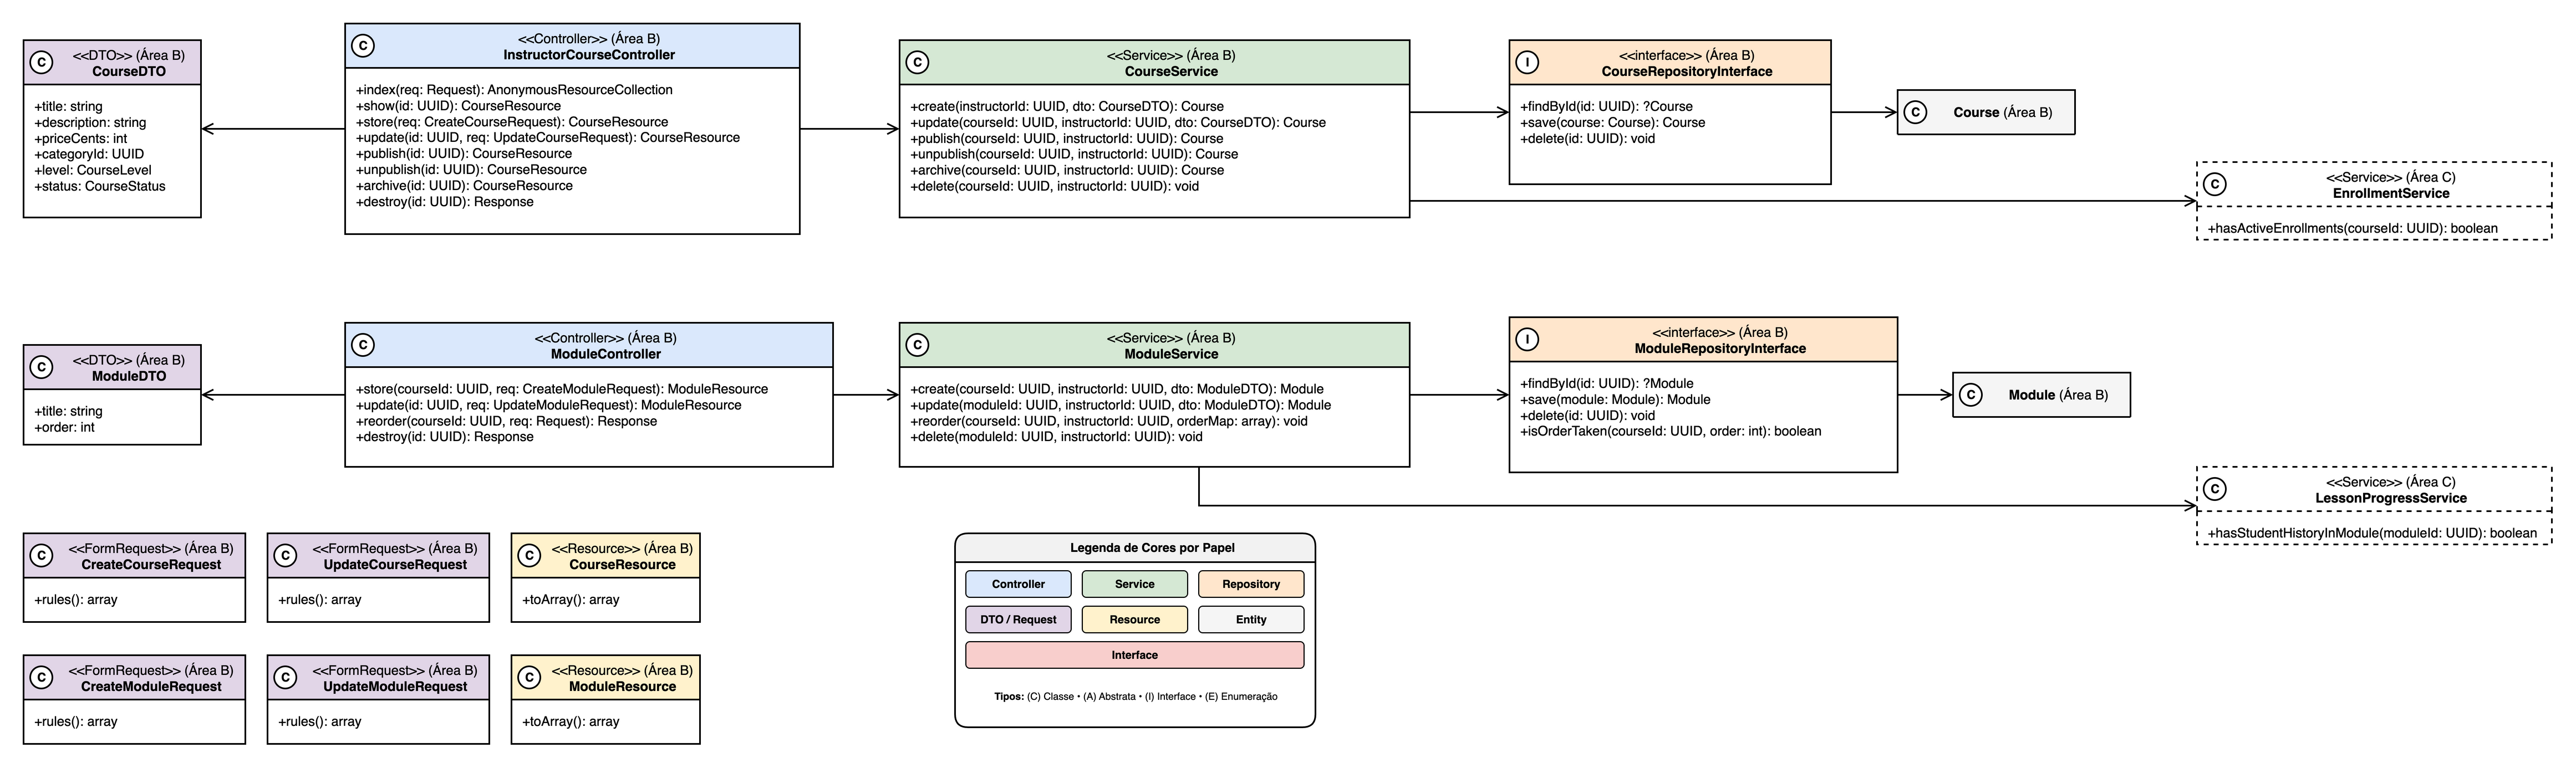 C
<<DTO>> (Área B)
CourseDTO
+title: string
+description: string
+priceCents: int
+categoryId: UUID
+level: CourseLevel
+status: CourseStatus
C
<<Controller>> (Área B)
InstructorCourseController
+index(req: Request): AnonymousResourceCollection
+show(id: UUID): CourseResource
+store(req: CreateCourseRequest): CourseResource
+update(id: UUID, req: UpdateCourseRequest): CourseResource
+publish(id: UUID): CourseResource
+unpublish(id: UUID): CourseResource
+archive(id: UUID): CourseResource
+destroy(id: UUID): Response
C
<<Service>> (Área B)
CourseService
+create(instructorId: UUID, dto: CourseDTO): Course
+update(courseId: UUID, instructorId: UUID, dto: CourseDTO): Course
+publish(courseId: UUID, instructorId: UUID): Course
+unpublish(courseId: UUID, instructorId: UUID): Course
+archive(courseId: UUID, instructorId: UUID): Course
+delete(courseId: UUID, instructorId: UUID): void
I
<<interface>> (Área B)
CourseRepositoryInterface
+findById(id: UUID): ?Course
+save(course: Course): Course
+delete(id: UUID): void
C
Course (Área B)
C
<<Service>> (Área C)
EnrollmentService
+hasActiveEnrollments(courseId: UUID): boolean
C
<<DTO>> (Área B)
ModuleDTO
+title: string
+order: int
C
<<Controller>> (Área B)
ModuleController
+store(courseId: UUID, req: CreateModuleRequest): ModuleResource
+update(id: UUID, req: UpdateModuleRequest): ModuleResource
+reorder(courseId: UUID, req: Request): Response
+destroy(id: UUID): Response
C
<<Service>> (Área B)
ModuleService
+create(courseId: UUID, instructorId: UUID, dto: ModuleDTO): Module
+update(moduleId: UUID, instructorId: UUID, dto: ModuleDTO): Module
+reorder(courseId: UUID, instructorId: UUID, orderMap: array): void
+delete(moduleId: UUID, instructorId: UUID): void
I
<<interface>> (Área B)
ModuleRepositoryInterface
+findById(id: UUID): ?Module
+save(module: Module): Module
+delete(id: UUID): void
+isOrderTaken(courseId: UUID, order: int): boolean
C
Module (Área B)
C
<<Service>> (Área C)
LessonProgressService
+hasStudentHistoryInModule(moduleId: UUID): boolean
C
<<FormRequest>> (Área B)
CreateCourseRequest
+rules(): array
C
<<FormRequest>> (Área B)
UpdateCourseRequest
+rules(): array
C
<<Resource>> (Área B)
CourseResource
+toArray(): array
C
<<FormRequest>> (Área B)
CreateModuleRequest
+rules(): array
C
<<FormRequest>> (Área B)
UpdateModuleRequest
+rules(): array
C
<<Resource>> (Área B)
ModuleResource
+toArray(): array
Legenda de Cores por Papel
Controller
Service
Repository
DTO / Request
Resource
Entity
Interface
Tipos: (C) Classe • (A) Abstrata • (I) Interface • (E) Enumeração